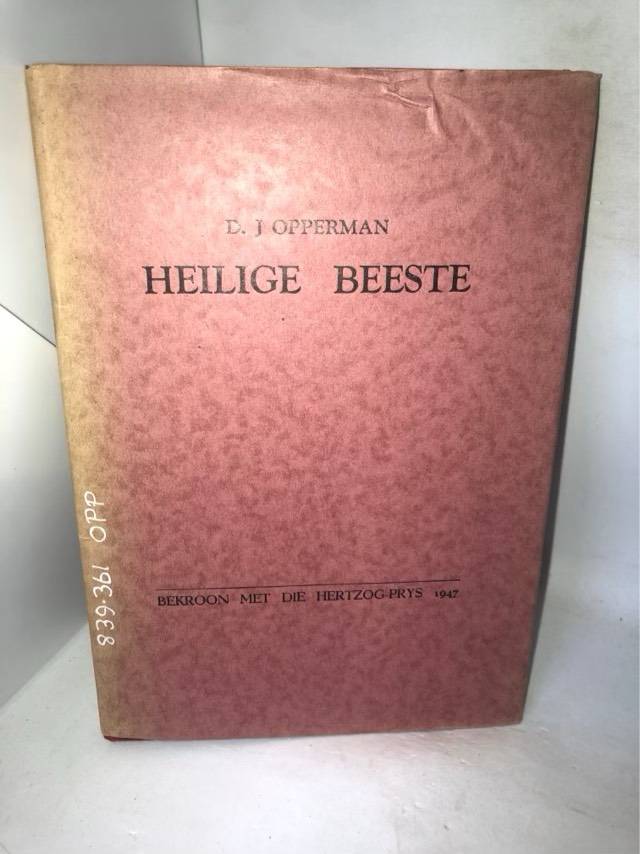 D. J OPPERMAN
HEILIGE BEESTE
BEKROON MET DIE HERTZOG-PRYS 1947
839.361 OPP